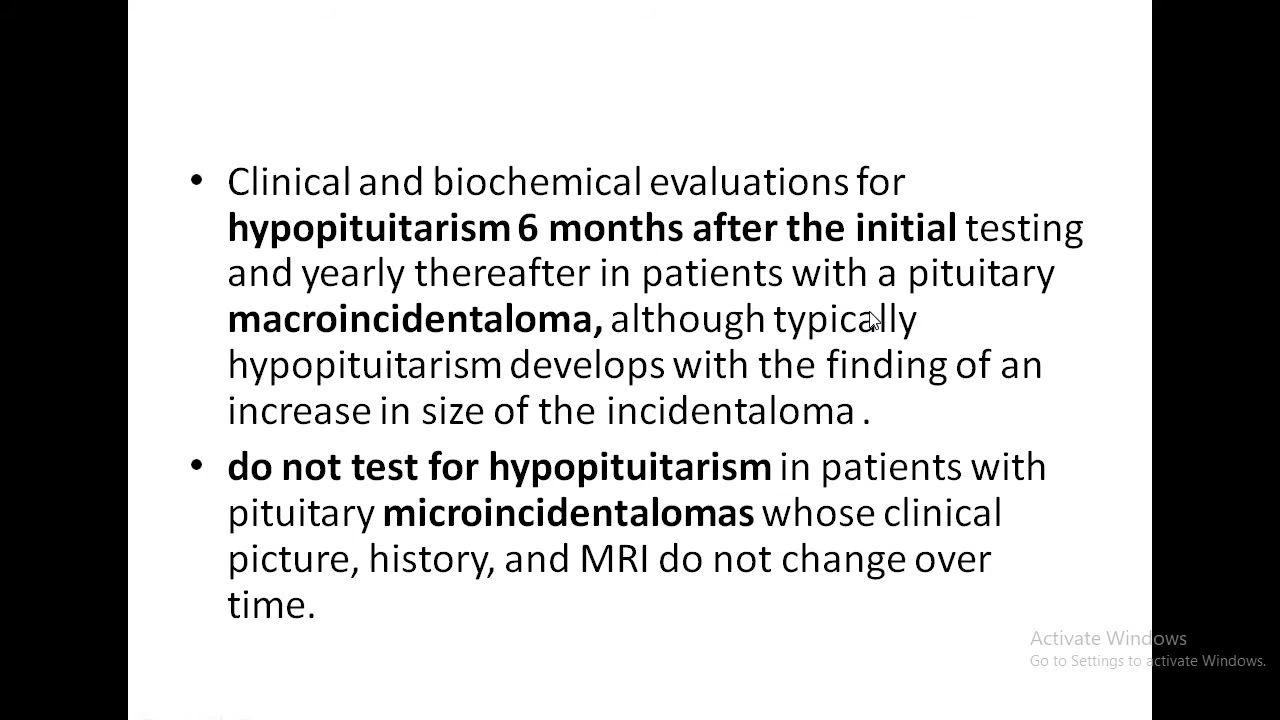 • Clinical and biochemical evaluations for
hypopituitarism 6 months after the initial testing
and yearly thereafter in patients with a pituitary
macroincidentaloma, although typically
hypopituitarism develops with the finding of an
increase in size of the incidentaloma .
• do not test for hypopituitarism in patients with
pituitary microincidentalomas whose clinical
picture, history, and MRI do not change over
time.
Activate Windows
Go to Settings to activate Windows.